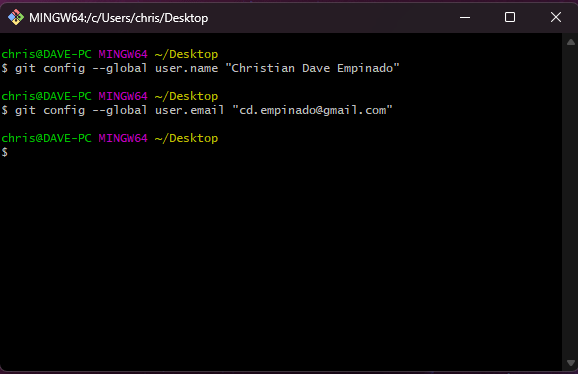 MINGW64:/c/Users/chris/Desktop
chris@DAVE-PC MINGW64 ~/Desktop
$ git config --global user.name "Christian Dave Empinado"
chris@DAVE-PC MINGW64 ~/Desktop
$ git config --global user.email "cd.empinado@gmail.com"
chris@DAVE-PC MINGW64 ~/Desktop
$